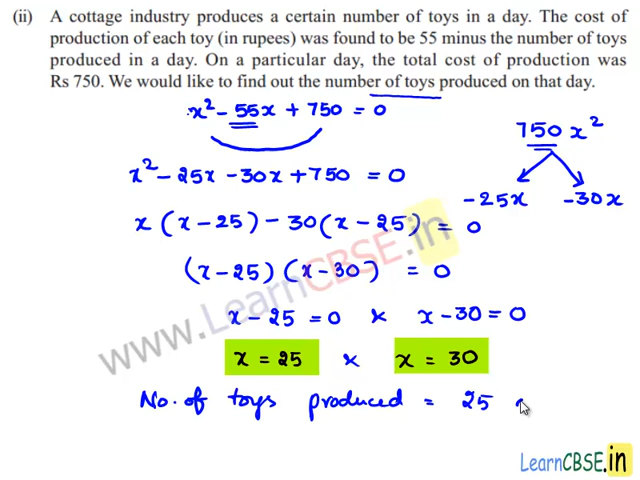 (ii) A cottage industry produces a certain number of toys in a day. The cost of
production of each toy (in rupees) was found to be 55 minus the number of toys
produced in a day. On a particular day, the total cost of production was
Rs 750. We would like to find out the number of toys produced on that day.
x² - 55x + 750 = 0
750 x²
-25x -30x
x² - 25x - 30x + 750 = 0
x (x - 25) - 30 (x - 25) = 0
(x - 25) (x - 30) = 0
x - 25 = 0 & x - 30 = 0
x = 25 & x = 30
No. of toys produced = 25
www.LearnCBSE.in
LearnCBSE.in